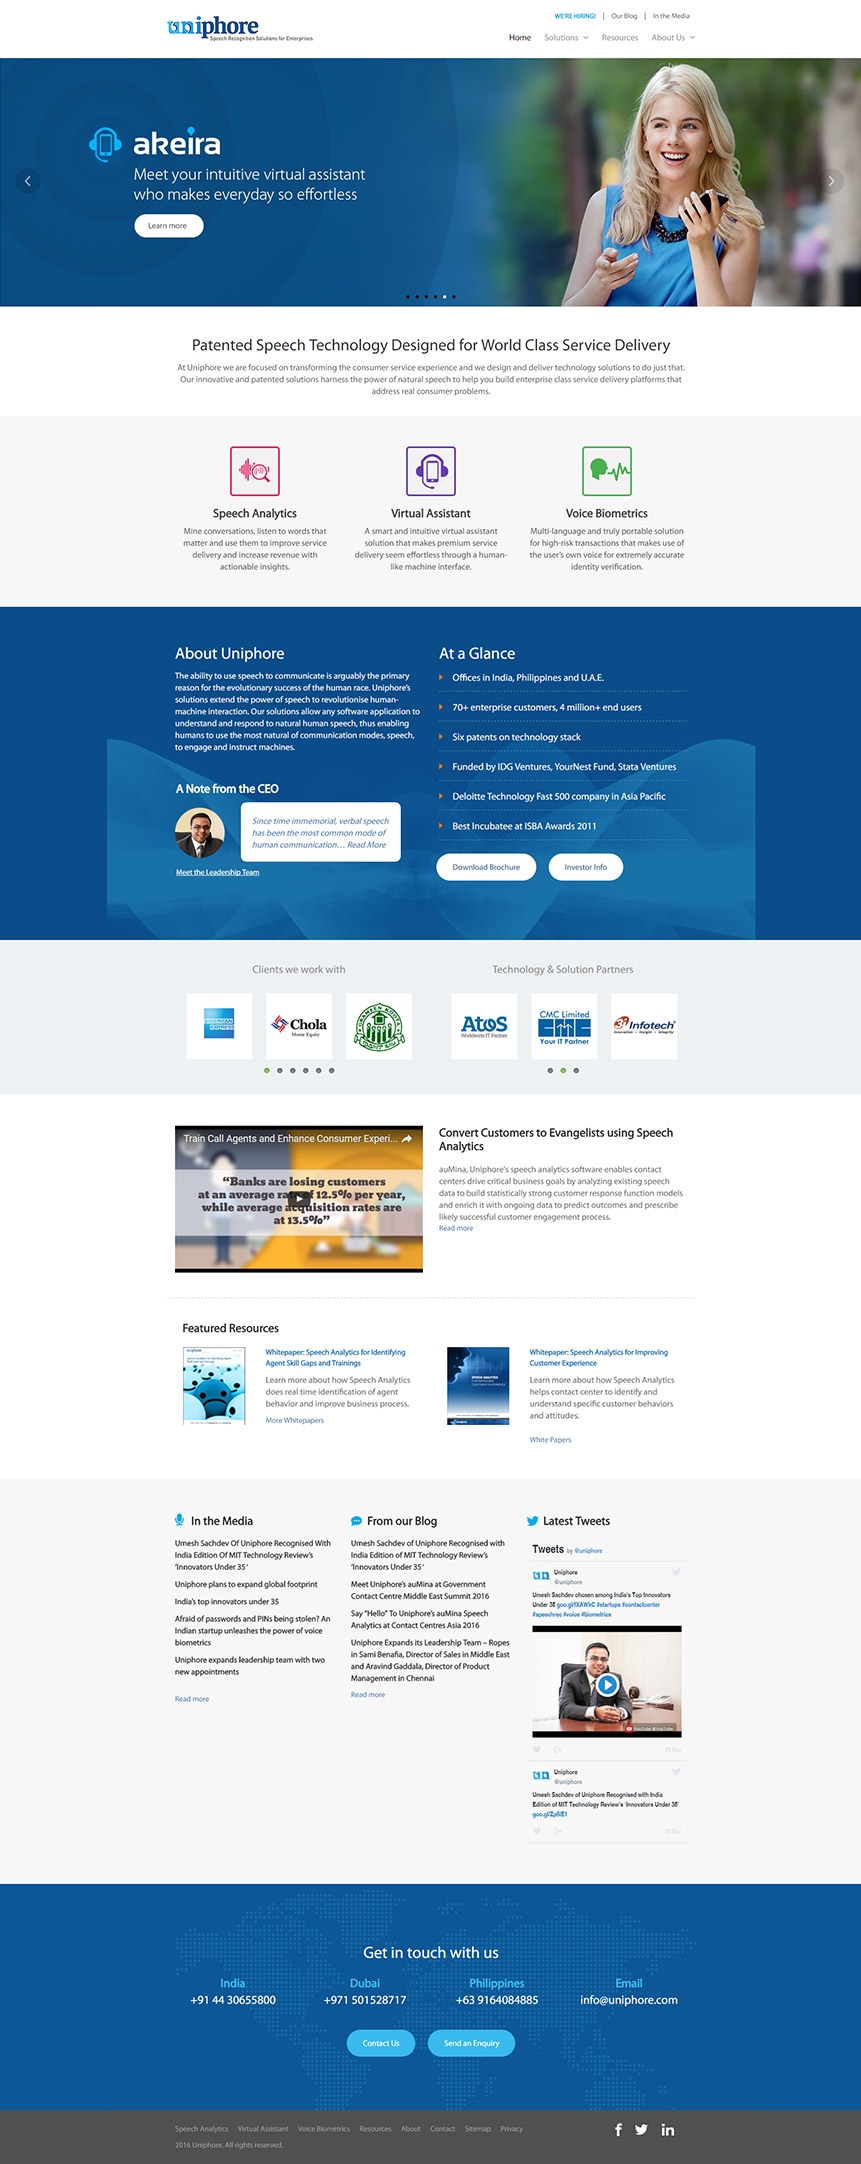 uniphore
Speech Recognition Solutions for Enterprises
WE'RE HIRING! | Our Blog | In the Media
Home Solutions Resources About Us
akeira
Meet your intuitive virtual assistant
who makes everyday so effortless
Learn more
Patented Speech Technology Designed for World Class Service Delivery
At Uniphore we are focused on transforming the consumer service experience and we design and deliver technology solutions to do just that.
Our innovative and patented solutions harness the power of natural speech to help you build enterprise class service delivery platforms that
address real consumer problems.
Speech Analytics
Mine conversations, listen to words that
matter and use them to improve service
delivery and increase revenue with
actionable insights.
Virtual Assistant
A smart and intuitive virtual assistant
solution that makes premium service
delivery seem effortless through a human-
like machine interface.
Voice Biometrics
Multi-language and truly portable solution
for high-risk transactions that makes use of
the user's own voice for extremely accurate
identity verification.
About Uniphore
The ability to use speech to communicate is arguably the primary
reason for the evolutionary success of the human race. Uniphore's
solutions extend the power of speech to revolutionise human-
machine interaction. Our solutions allow any software application to
understand and respond to natural human speech, thus enabling
humans to use the most natural of communication modes, speech,
to engage and instruct machines.
A Note from the CEO
Since time immemorial, verbal speech
has been the most common mode of
human communication... Read More
Meet the Leadership Team
At a Glance
Offices in India, Philippines and U.A.E.
70+ enterprise customers, 4 million+ end users
Six patents on technology stack
Funded by IDG Ventures, YourNest Fund, Stata Ventures
Deloitte Technology Fast 500 company in Asia Pacific
Best Incubatee at ISBA Awards 2011
Download Brochure
Investor Info
Clients we work with
AMERICAN
EXPRESS
Chola
Home Equity
GRAMEEN KOOTA
Technology & Solution Partners
Atos
Worldwide IT Partner
CMC Limited
CMC
Your IT Partner
3i Infotech
Innovation • Insight • Integrity
Train Call Agents and Enhance Consumer Experi...
"Banks are losing customers
at an average rate of 12.5% per year,
while average acquisition rates are
at 13.5%"
Convert Customers to Evangelists using Speech
Analytics
auMina, Uniphore's speech analytics software enables contact
centers drive critical business goals by analyzing existing speech
data to build statistically strong customer response function models
and enrich it with ongoing data to predict outcomes and prescribe
likely successful customer engagement process.
Read more
Featured Resources
Whitepaper: Speech Analytics for Identifying
Agent Skill Gaps and Trainings
Learn more about how Speech Analytics
does real time identification of agent
behavior and improve business process.
More Whitepapers
SPEECH ANALYTICS
Whitepaper: Speech Analytics for Improving
Customer Experience
Learn more about how Speech Analytics
helps contact center to identify and
understand specific customer behaviors
and attitudes.
White Papers
In the Media
Umesh Sachdev Of Uniphore Recognised With
India Edition Of MIT Technology Review's
'Innovators Under 35'
Uniphore plans to expand global footprint
India's top innovators under 35
Afraid of passwords and PINs being stolen? An
Indian startup unleashes the power of voice
biometrics
Uniphore expands leadership team with two
new appointments
Read more
From our Blog
Umesh Sachdev of Uniphore Recognised with
India Edition of MIT Technology Review's
'Innovators Under 35'
Meet Uniphore's auMina at Government
Contact Centre Middle East Summit 2016
Say "Hello" To Uniphore's auMina Speech
Analytics at Contact Centres Asia 2016
Uniphore Expands its Leadership Team – Ropes
in Sami Benafia, Director of Sales in Middle East
and Aravind Gaddala, Director of Product
Management in Chennai
Read more
Latest Tweets
Tweets by @uniphore
Uniphore
@uniphore
Umesh Sachdev chosen among India's Top Innovators
Under 35 goo.gl/fXAWkC #startups #contactcenter
#speechrec #voice #biometrics
YouTube @YouTube
Uniphore
@uniphore
Umesh Sachdev of Uniphore Recognised with India
Edition of MIT Technology Review's 'Innovators Under 35'
Get in touch with us
India
+91 44 30655800
Dubai
+971 501528717
Philippines
+63 9164084885
Email
info@uniphore.com
Contact Us
Send an Enquiry
Speech Analytics Virtual Assistant Voice Biometrics Resources About Contact Sitemap Privacy
2016 Uniphore. All rights reserved.